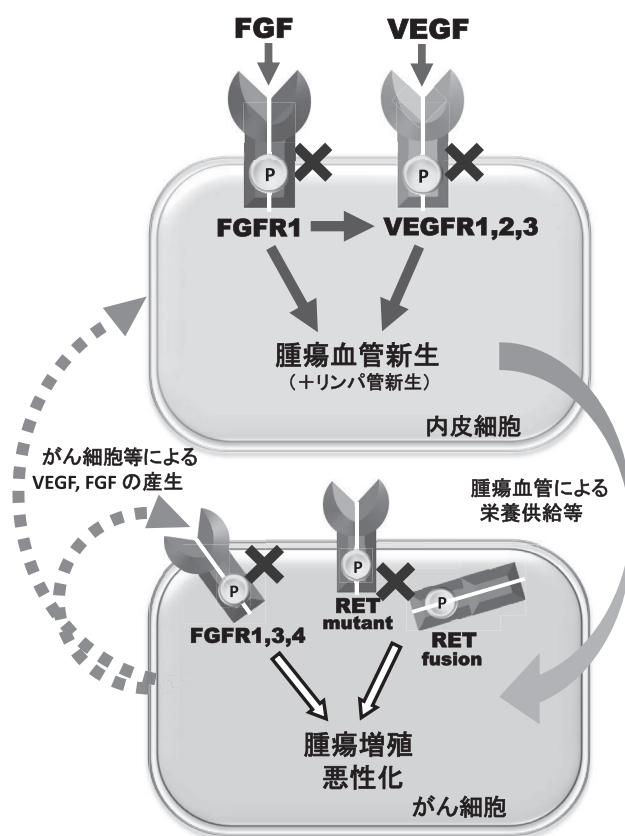 FGF
VEGF
P
P
FGFR1
VEGFR1,2,3
腫瘍血管新生
（＋リンパ管新生）
内皮細胞
がん細胞等による
VEGF, FGF の産生
腫瘍血管による
栄養供給等
P
P
P
FGFR1,3,4
RET
mutant
RET
fusion
腫瘍増殖
悪性化
がん細胞